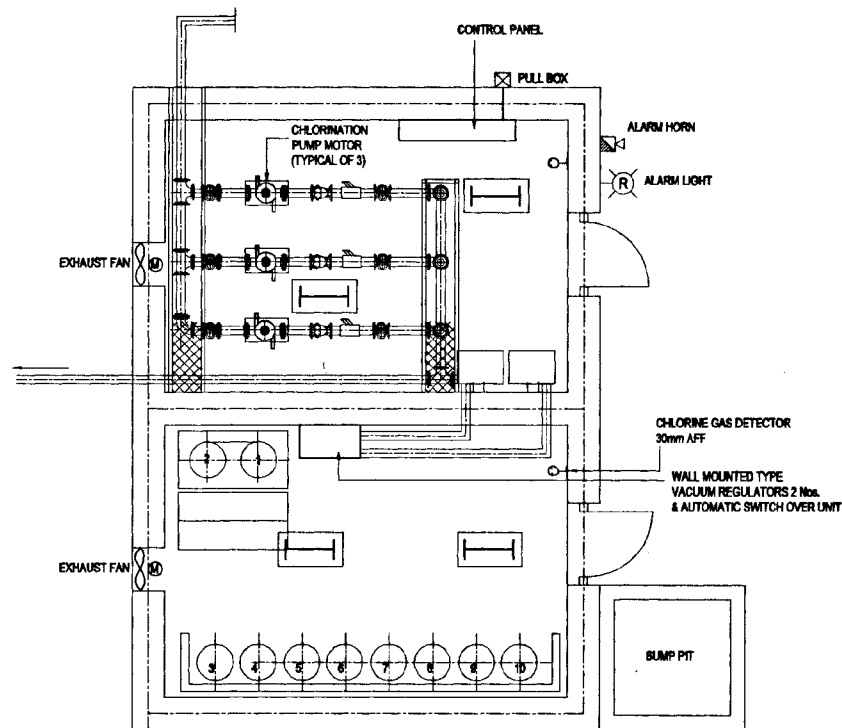 CONTROL PANEL
PULL BOX
CHLORINATION
PUMP MOTOR
(TYPICAL OF 3)
ALARM HORN
R
ALARM LIGHT
EXHAUST FAN
M
CHLORINE GAS DETECTOR
30mm AFF
2
1
WALL MOUNTED TYPE
VACUUM REGULATORS 2 Nos.
& AUTOMATIC SWITCH OVER UNIT
EXHAUST FAN
M
3 4 5 6 7 8 9 10
SUMP PIT